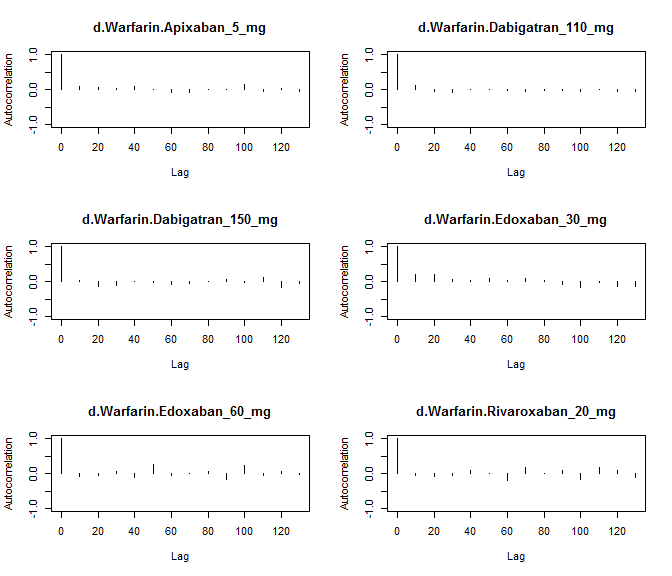 d.Warfarin.Apixaban_5_mg
Autocorrelation
1.0
0.0
-1.0
0 20 40 60 80 100 120
Lag
d.Warfarin.Dabigatran_110_mg
Autocorrelation
1.0
0.0
-1.0
0 20 40 60 80 100 120
Lag
d.Warfarin.Dabigatran_150_mg
Autocorrelation
1.0
0.0
-1.0
0 20 40 60 80 100 120
Lag
d.Warfarin.Edoxaban_30_mg
Autocorrelation
1.0
0.0
-1.0
0 20 40 60 80 100 120
Lag
d.Warfarin.Edoxaban_60_mg
Autocorrelation
1.0
0.0
-1.0
0 20 40 60 80 100 120
Lag
d.Warfarin.Rivaroxaban_20_mg
Autocorrelation
1.0
0.0
-1.0
0 20 40 60 80 100 120
Lag